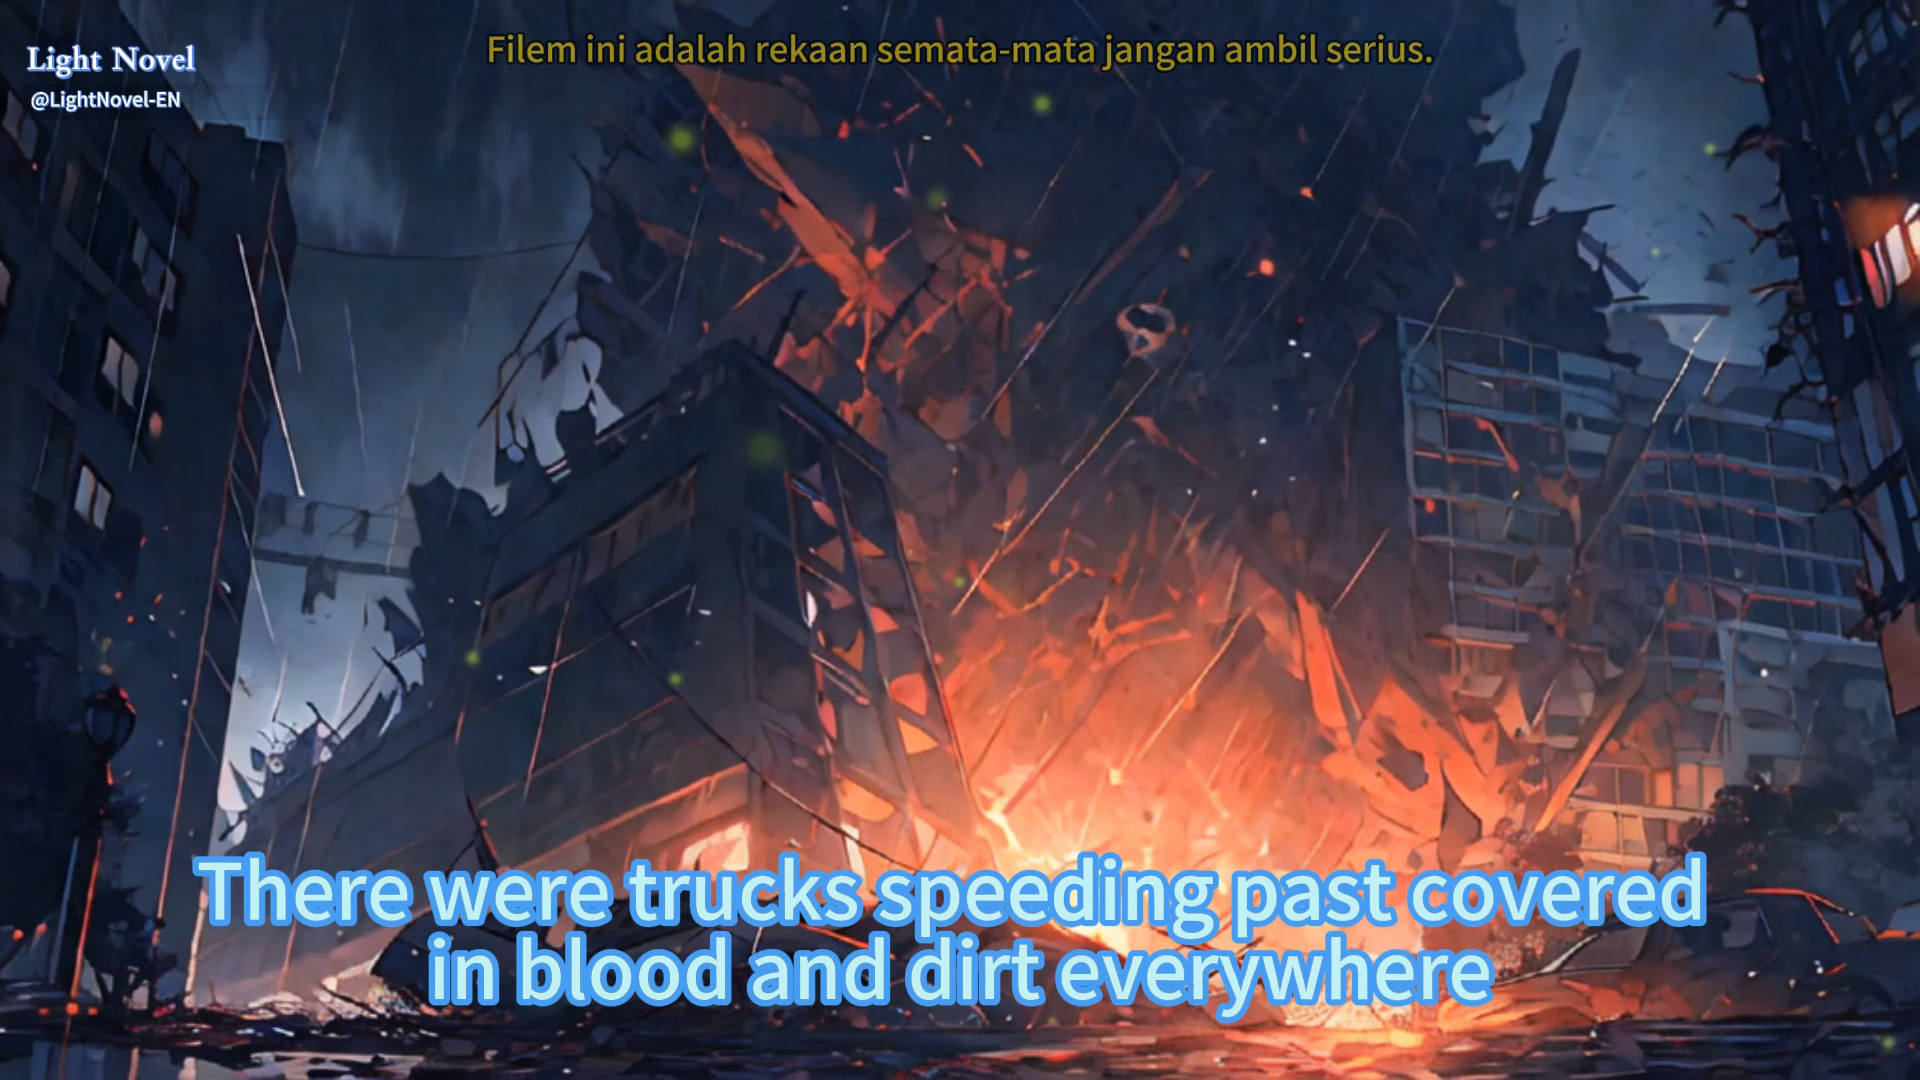 Light Novel
@LightNovel-EN
Filem ini adalah rekaan semata-mata jangan ambil serius.
There were trucks speeding past covered
in blood and dirt everywhere